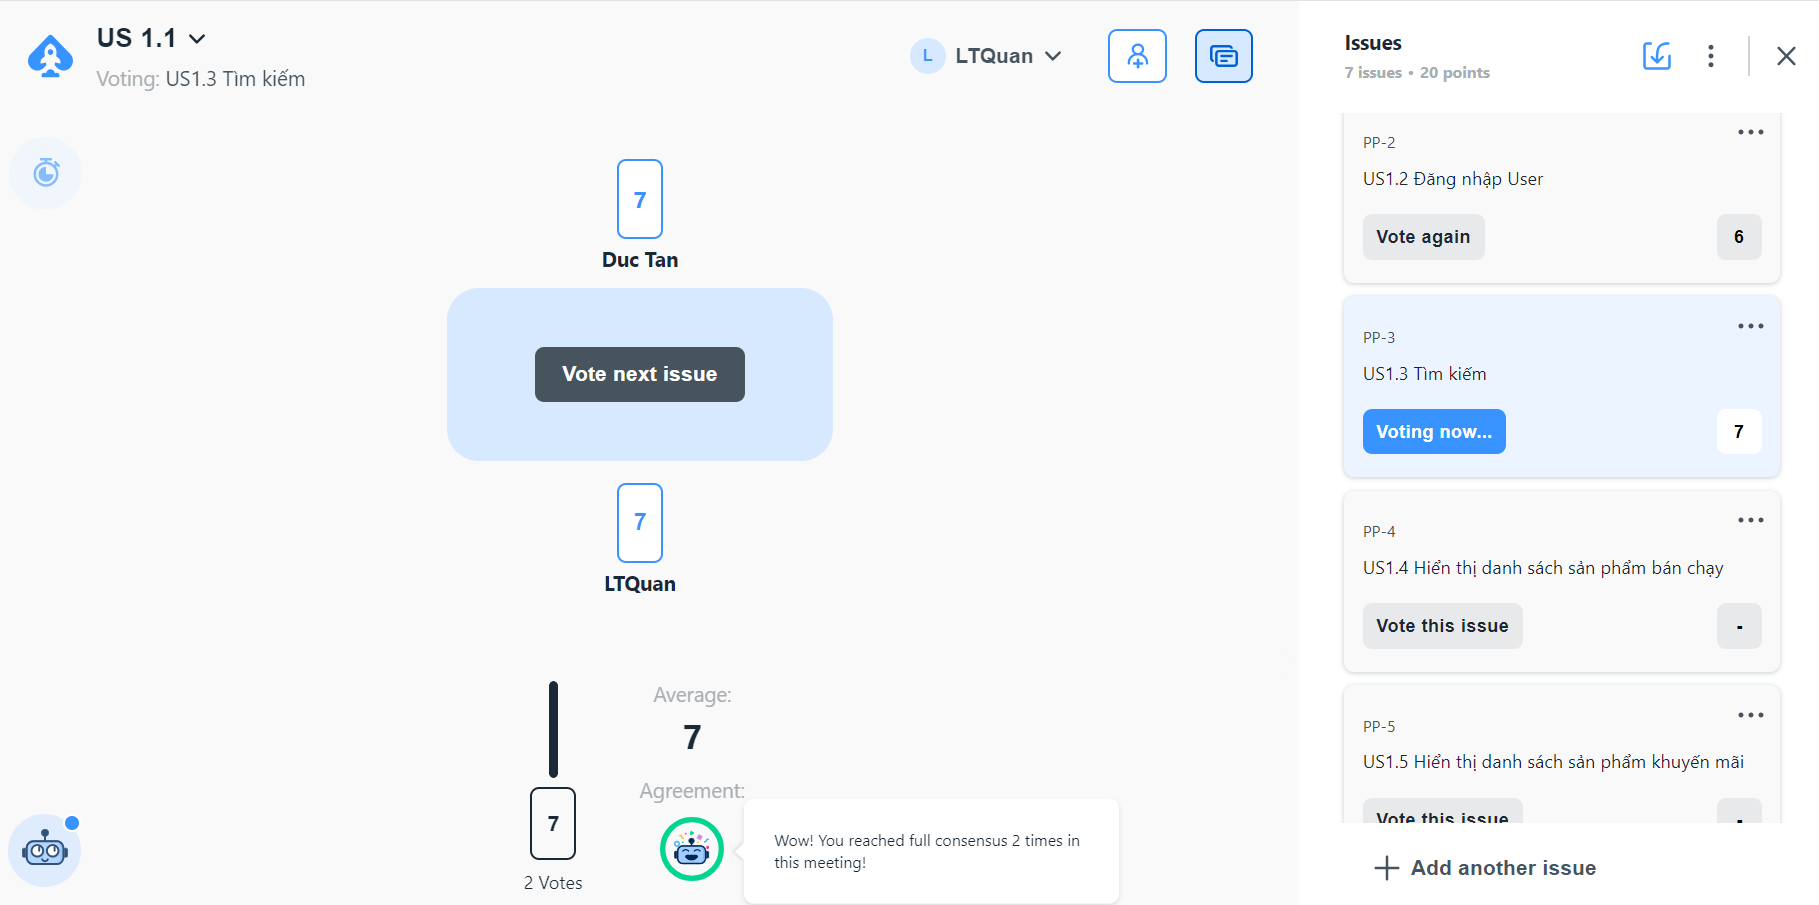 US 1.1
Voting: US1.3 Tìm kiếm
L LTQuan
7
Duc Tan
Vote next issue
7
LTQuan
7
2 Votes
Average:
7
Agreement:
Wow! You reached full consensus 2 times in
this meeting!
Issues
7 issues • 20 points
PP-2
US1.2 Đăng nhập User
Vote again 6
PP-3
US1.3 Tìm kiếm
Voting now... 7
PP-4
US1.4 Hiển thị danh sách sản phẩm bán chạy
Vote this issue -
PP-5
US1.5 Hiển thị danh sách sản phẩm khuyến mãi
Vote this issue -
Add another issue